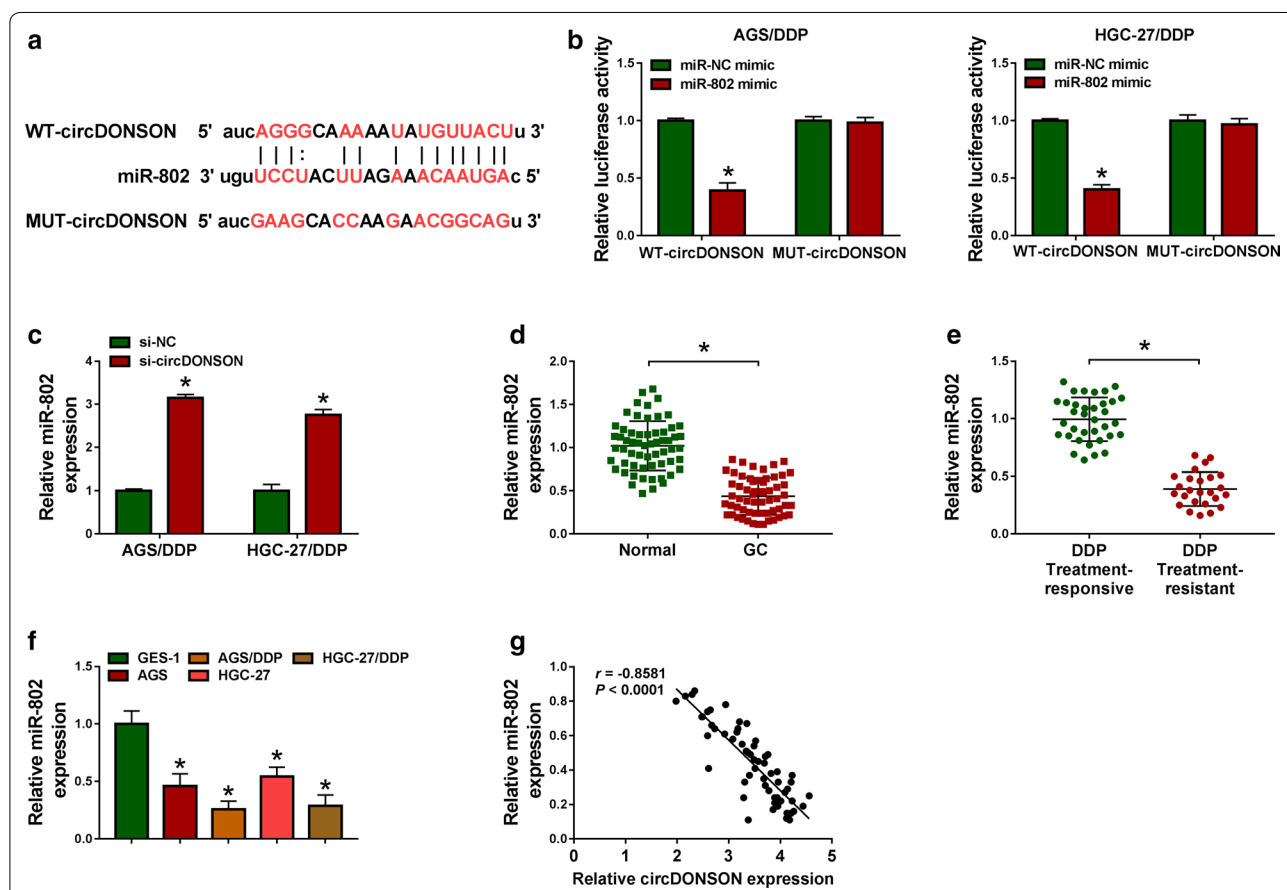 a
WT-circDONSON 5' aucAGGGCAAAAAUAUGUUACUu 3'
| | | : | | | | | | | | | |
miR-802 3' uguUCCUACUUAGAAACAAUGAc 5'
MUT-circDONSON 5' aucGAAGCACCAAGAACGGCAGu 3'
b
AGS/DDP
miR-NC mimic
miR-802 mimic
Relative luciferase activity
1.5
1.0
0.5
0.0
*
WT-circDONSON MUT-circDONSON
HGC-27/DDP
miR-NC mimic
miR-802 mimic
Relative luciferase activity
1.5
1.0
0.5
0.0
*
WT-circDONSON MUT-circDONSON
c
si-NC
si-circDONSON
Relative miR-802
expression
4
3
2
1
0
* *
AGS/DDP HGC-27/DDP
d
Relative miR-802
expression
2.0
1.5
1.0
0.5
0.0
*
Normal GC
e
Relative miR-802
expression
1.5
1.0
0.5
0.0
*
DDP
Treatment-
responsive
DDP
Treatment-
resistant
f
GES-1 AGS/DDP HGC-27/DDP
AGS HGC-27
Relative miR-802
expression
1.5
1.0
0.5
0.0
* * * *
g
r = -0.8581
P < 0.0001
Relative miR-802
expression
1.0
0.8
0.6
0.4
0.2
0.0
0 1 2 3 4 5
Relative circDONSON expression